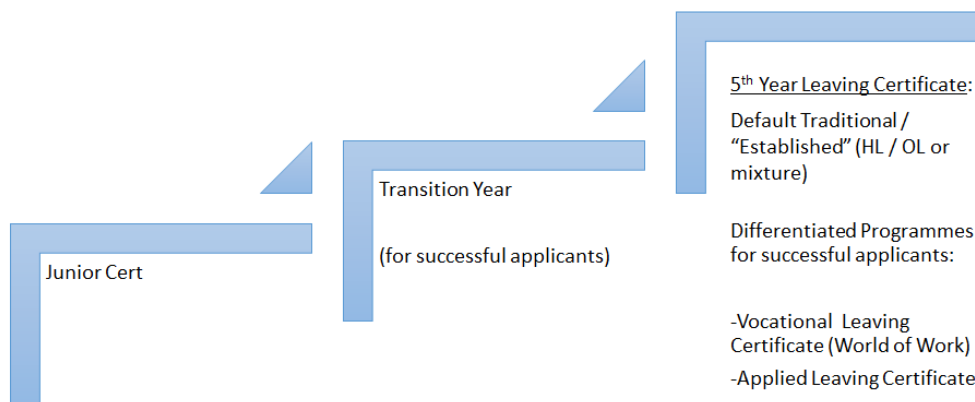 Junior Cert
Transition Year
(for successful applicants)
5th Year Leaving Certificate:
Default Traditional /
“Established” (HL / OL or
mixture)
Differentiated Programmes
for successful applicants:
-Vocational Leaving
Certificate (World of Work)
-Applied Leaving Certificate